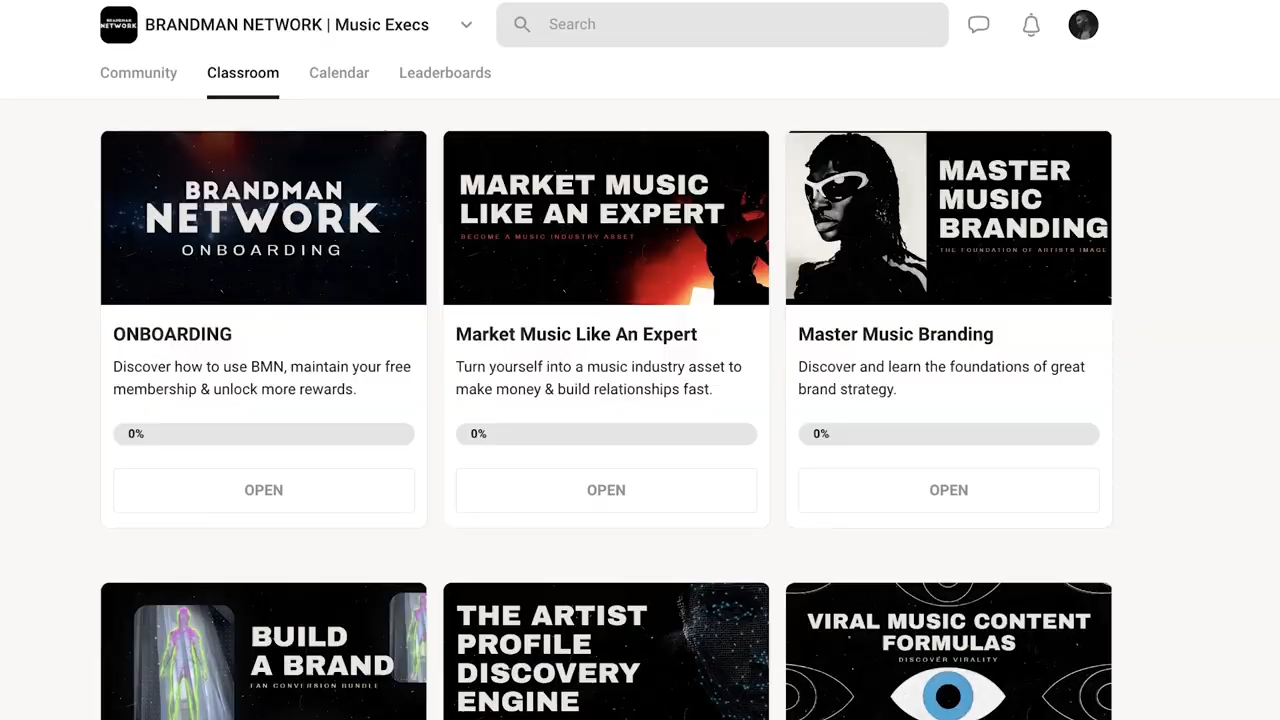 BRANDMAN NETWORK
BRANDMAN NETWORK | Music Execs
Search
Community
Classroom
Calendar
Leaderboards
BRANDMAN
NETWORK
ONBOARDING
MARKET MUSIC
LIKE AN EXPERT
BECOME A MUSIC INDUSTRY ASSET
MASTER
MUSIC
BRANDING
THE FOUNDATION OF ARTISTS IMAGE
ONBOARDING
Discover how to use BMN, maintain your free
membership & unlock more rewards.
0%
OPEN
Market Music Like An Expert
Turn yourself into a music industry asset to
make money & build relationships fast.
0%
OPEN
Master Music Branding
Discover and learn the foundations of great
brand strategy.
0%
OPEN
BUILD
A BRAND
FAN CONVERSION BUNDLE
THE ARTIST
PROFILE
DISCOVERY
ENGINE
VIRAL MUSIC CONTENT
FORMULAS
DISCOVER VIRALITY